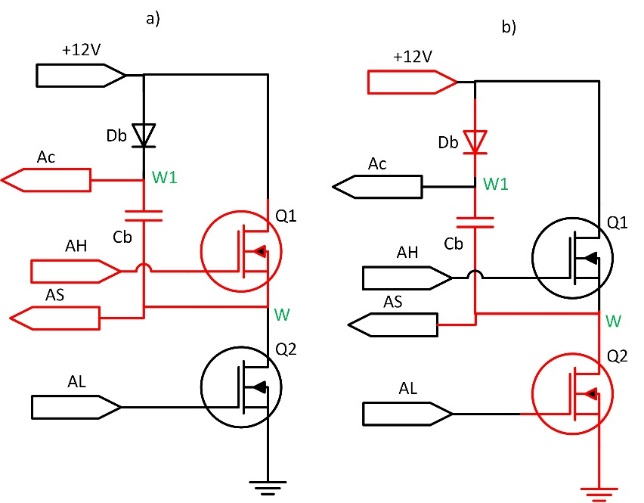 a)
+12V
Db
Ac
W1
Cb
Q1
AH
AS
W
Q2
AL
b)
+12V
Db
Ac
W1
Cb
Q1
AH
AS
W
Q2
AL